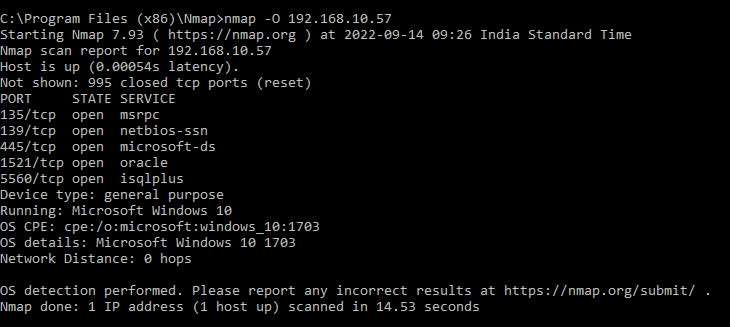 C:\Program Files (x86)\Nmap>nmap -O 192.168.10.57
Starting Nmap 7.93 ( https://nmap.org ) at 2022-09-14 09:26 India Standard Time
Nmap scan report for 192.168.10.57
Host is up (0.00054s latency).
Not shown: 995 closed tcp ports (reset)
PORT     STATE SERVICE
135/tcp  open  msrpc
139/tcp  open  netbios-ssn
445/tcp  open  microsoft-ds
1521/tcp open  oracle
5560/tcp open  isqlplus
Device type: general purpose
Running: Microsoft Windows 10
OS CPE: cpe:/o:microsoft:windows_10:1703
OS details: Microsoft Windows 10 1703
Network Distance: 0 hops
OS detection performed. Please report any incorrect results at https://nmap.org/submit/ .
Nmap done: 1 IP address (1 host up) scanned in 14.53 seconds